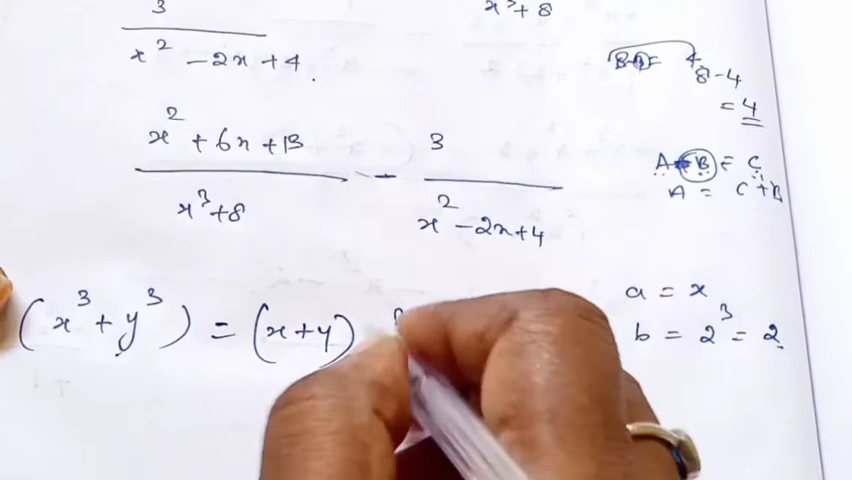 3
x² - 2x + 4 .
x³ + 8
= 4
8 - 4
= 4
x² + 6x + 13
x³ + 8
-
3
x² - 2x + 4
= C
A = C + B
(x³ + y³) = (x + y)
a = x
b = 2³ = 2